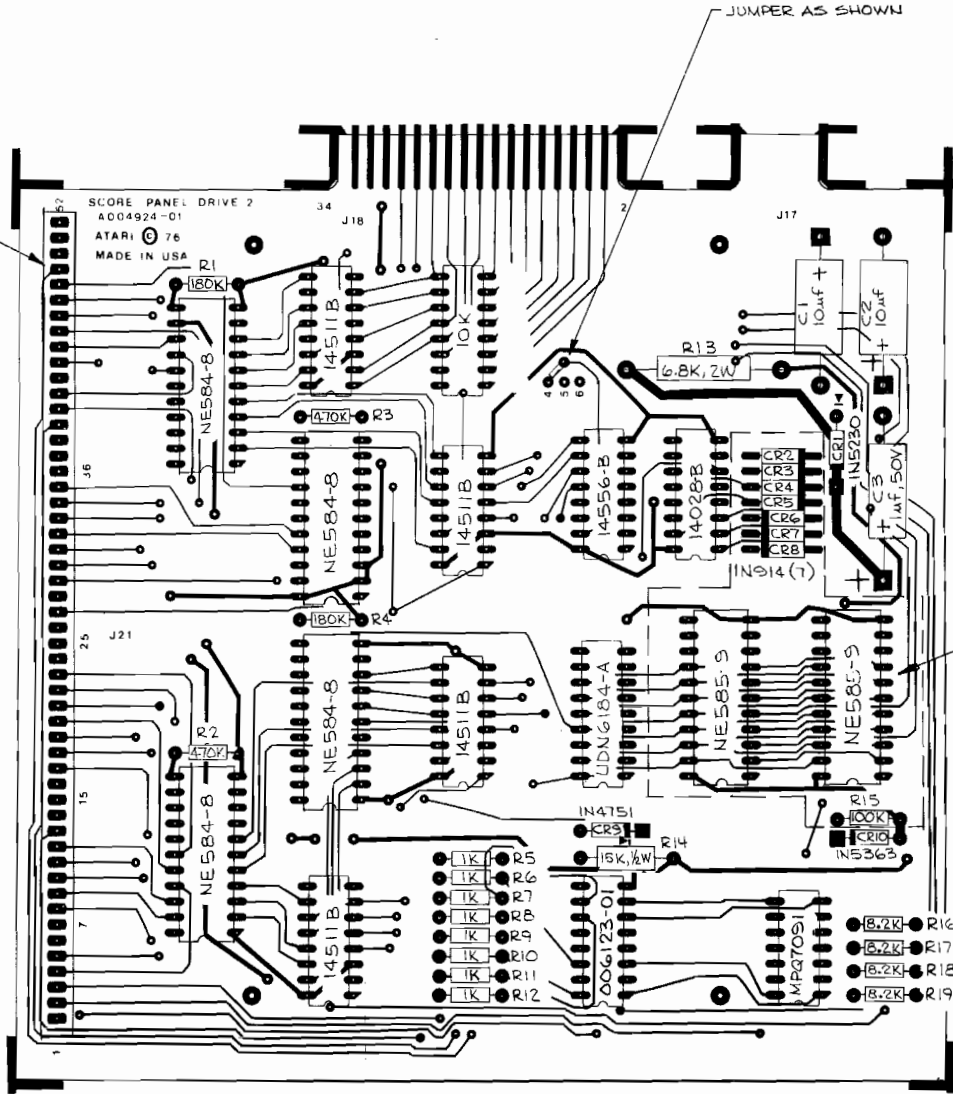 JUMPER AS SHOWN
52
SCORE PANEL DRIVE 2
A004924-01
ATARI © 76
MADE IN USA
34
J18
2
J17
R1
180K
NE584-8
14511B
10K
4 5 6
R13
6.8K, 2W
C1
10uf +
C2
10uf
+
+
470K R3
NE584-8
14511B
14556-B
14028B
CR2
CR3
CR4
CR5
CR6
CR7
CR8
1N914(7)
CR1
1N5230
C3
1uf, 50V
+
+
36
180K R4
25
J21
NE584-8
14511B
UDN6184-A
NE585-9
NE585-9
R2
470K
NE584-8
15
1N4751
CR9
R14
15K, ½W
R15
100K
CR10
1N5363
14511B
1K R5
1K R6
1K R7
1K R8
1K R9
1K R10
1K R11
1K R12
006123-01
MPQ7091
8.2K R16
8.2K R17
8.2K R18
8.2K R19
7
1